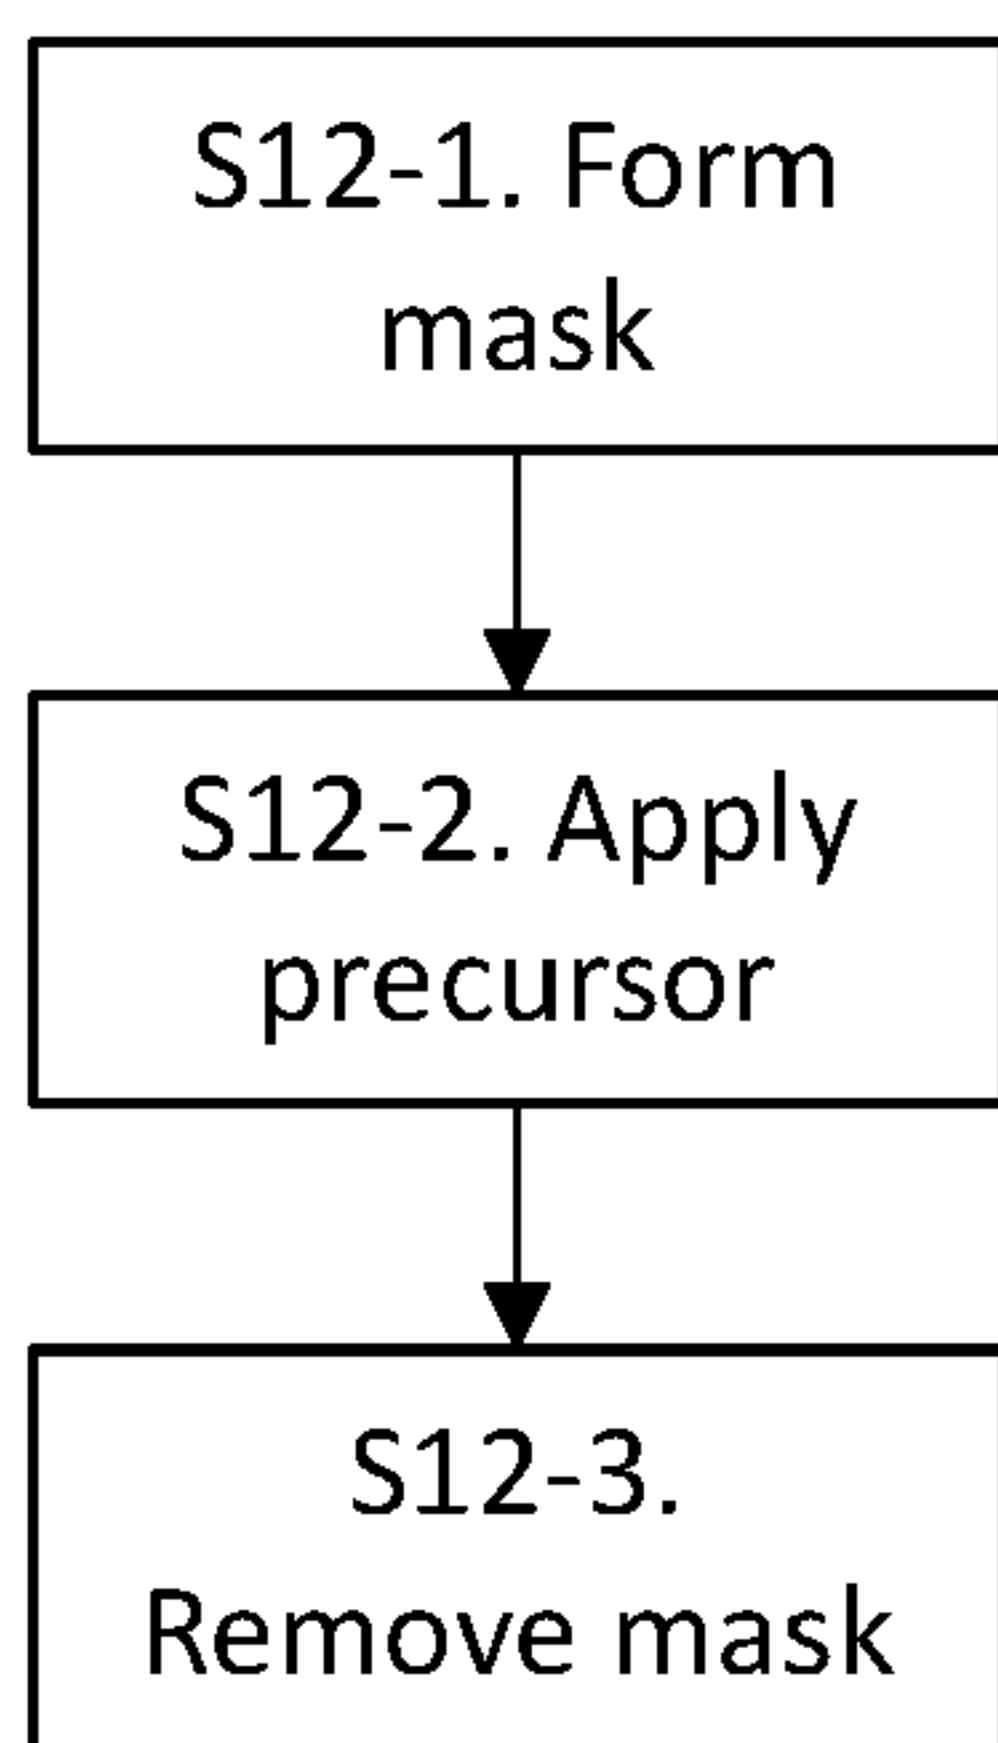 S12-1. Form
mask
S12-2. Apply
precursor
S12-3.
Remove mask